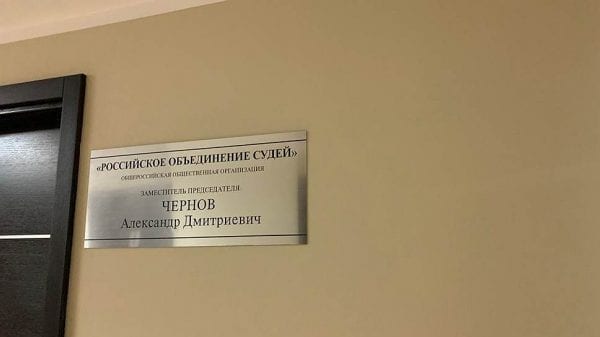 «РОССИЙСКОЕ ОБЪЕДИНЕНИЕ СУДЕЙ»
ОБЩЕРОССИЙСКАЯ ОБЩЕСТВЕННАЯ ОРГАНИЗАЦИЯ
ЗАМЕСТИТЕЛЬ ПРЕДСЕДАТЕЛЯ
ЧЕРНОВ
Александр Дмитриевич